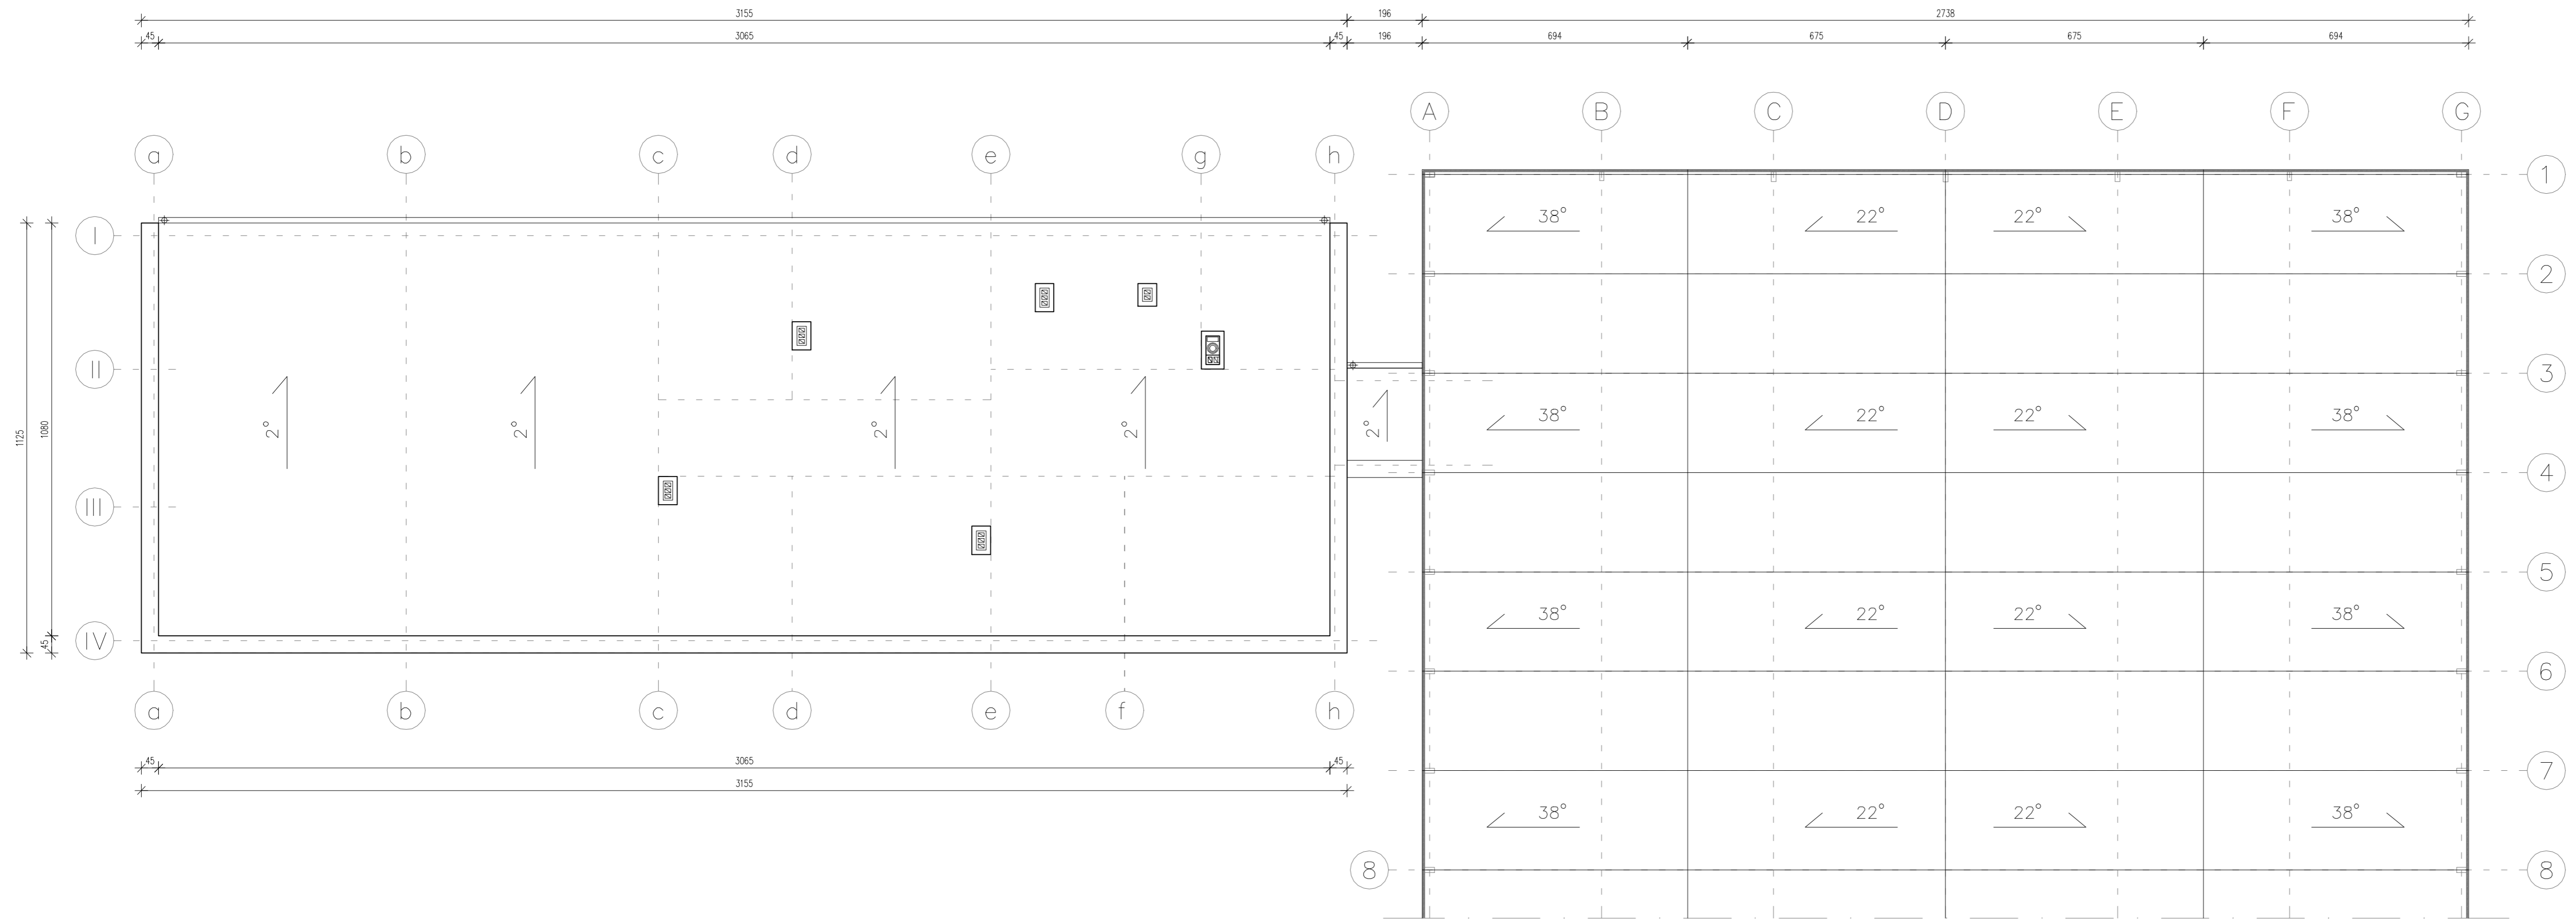 3155 196 2738
45 3065 45 196 694 675 675 694
A B C D E F G
a b c d e g h
1
38° 22° 22° 38°
I
2
II
3
2° 2° 2° 2° 2°
38° 22° 22° 38°
1125 1080
4
III
5
38° 22° 22° 38°
IV
45
6
a b c d e f h
45 3065 45
7
3155
38° 22° 22° 38°
8 8